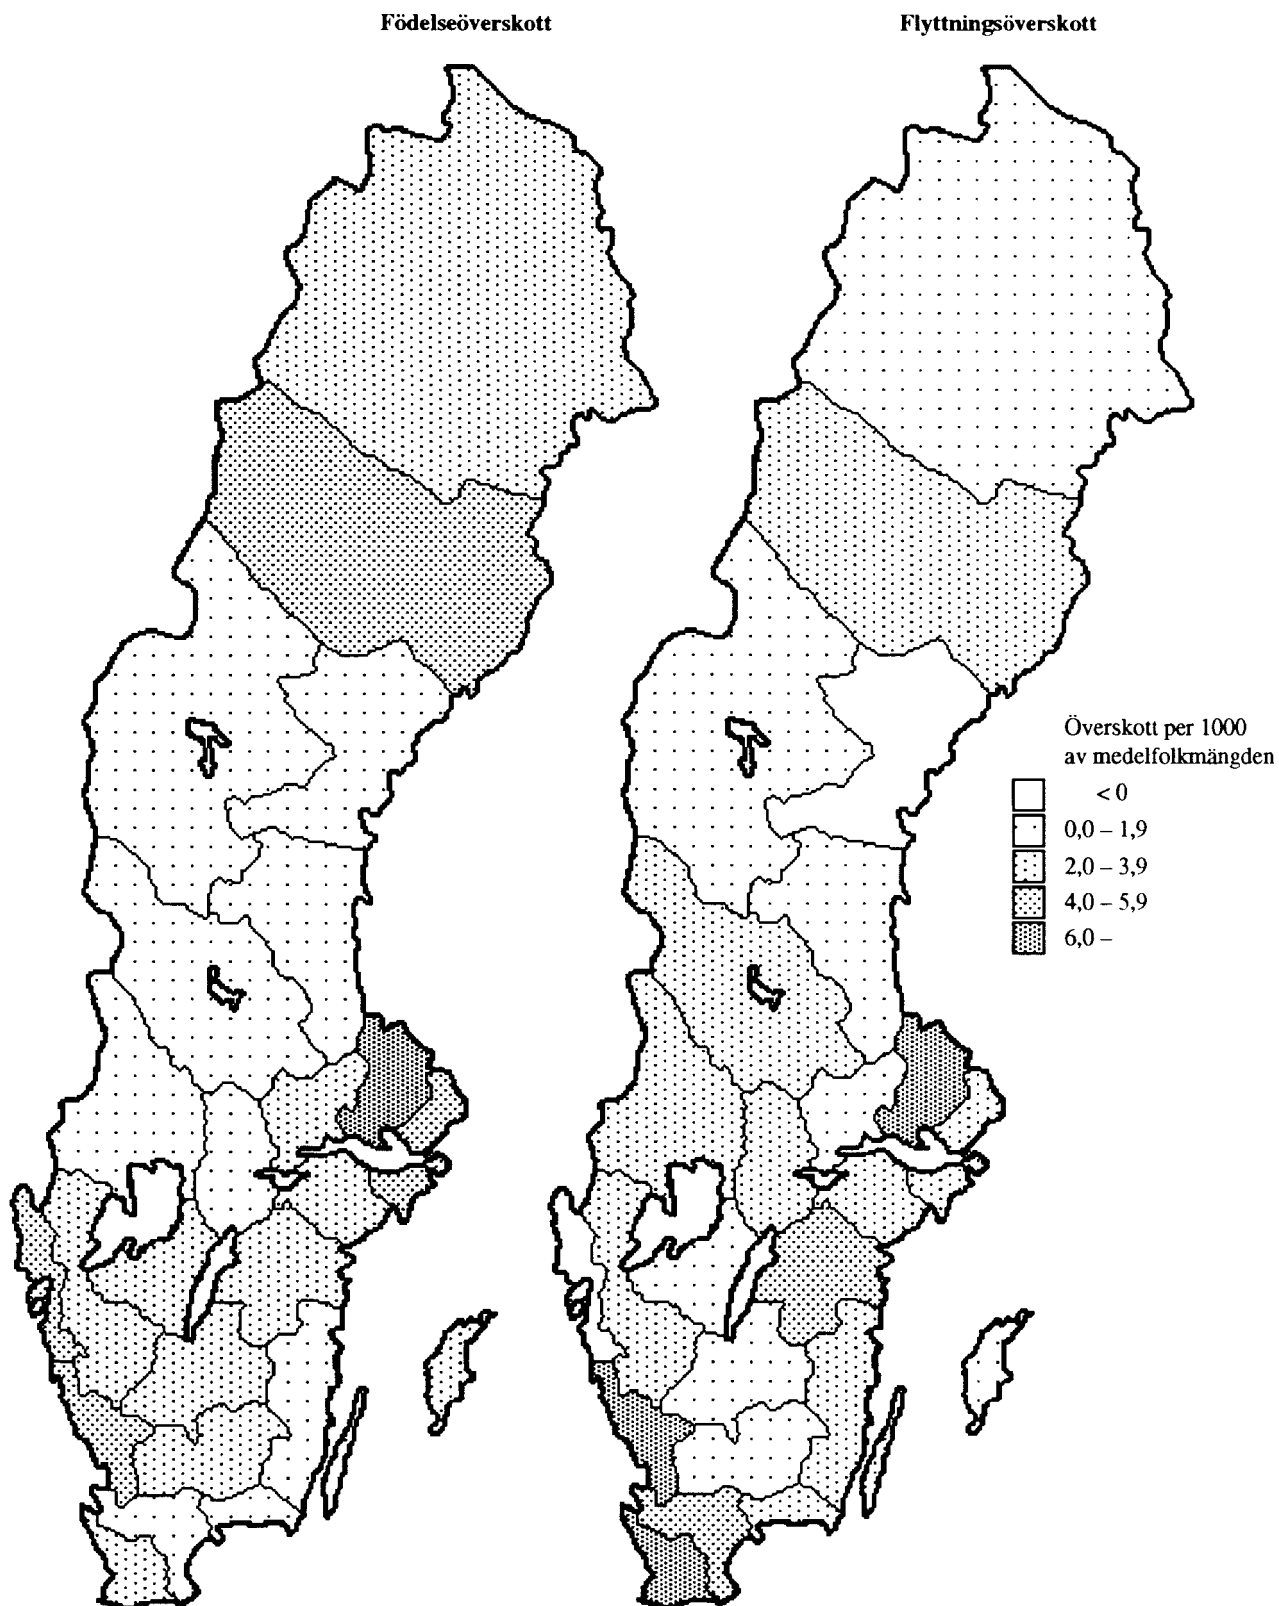 Födelseöverskott
Flyttningsöverskott
Överskott per 1000
av medelfolkmängden
< 0
0,0 – 1,9
2,0 – 3,9
4,0 – 5,9
6,0 –